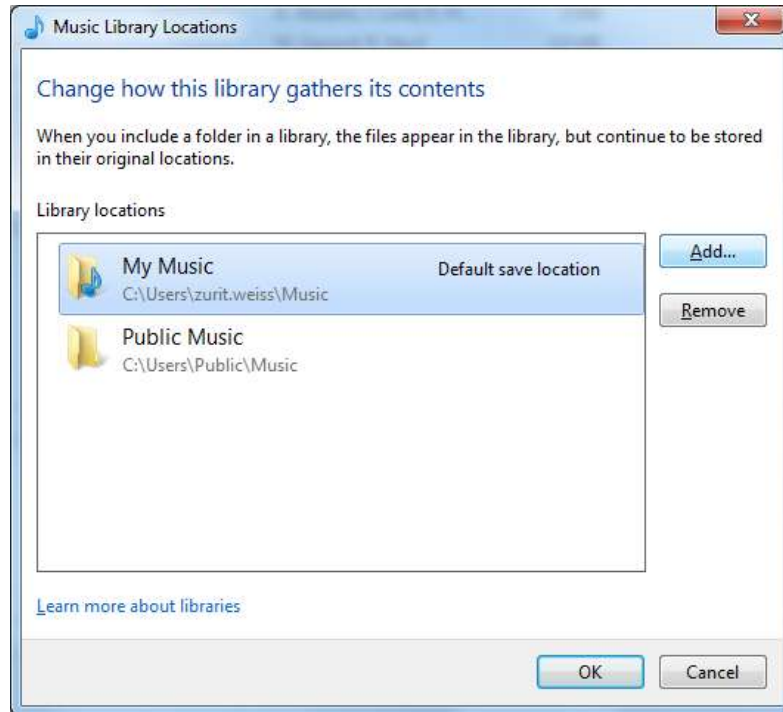 Music Library Locations
Change how this library gathers its contents
When you include a folder in a library, the files appear in the library, but continue to be stored
in their original locations.
Library locations
My Music Default save location
C:\Users\zurit.weiss\Music
Public Music
C:\Users\Public\Music
Add...
Remove
Learn more about libraries
OK Cancel